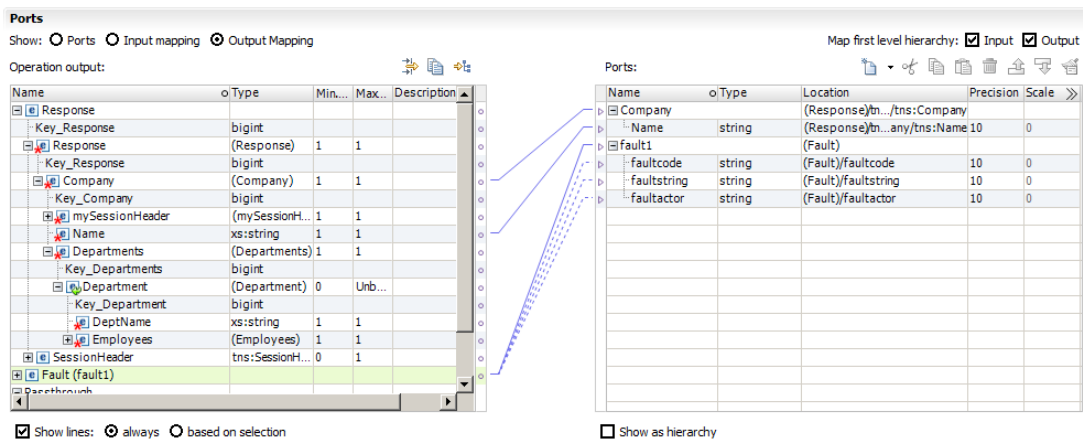 Ports
Show: Ports Input mapping Output Mapping
Map first level hierarchy: Input Output
Operation output:
Ports:
Name Type Min.... Max... Description
Response
Key_Response bigint
Response (Response) 1 1
Key_Response bigint
Company (Company) 1 1
Key_Company bigint
mySessionHeader (mySessionH... 1 1
Name xs:string 1 1
Departments (Departments) 1 1
Key_Departments bigint
Department (Department) 0 Unb...
Key_Department bigint
DeptName xs:string 1 1
Employees (Employees) 1 1
SessionHeader tns:SessionH... 0 1
Fault (fault1)
Passthrough
Name Type Location Precision Scale
Company (Response)/tn.../tns:Company
Name string (Response)/tn...any/tns:Name 10 0
fault1 (Fault)
faultcode string (Fault)/faultcode 10 0
faultstring string (Fault)/faultstring 10 0
faultactor string (Fault)/faultactor 10 0
Show lines: always based on selection
Show as hierarchy